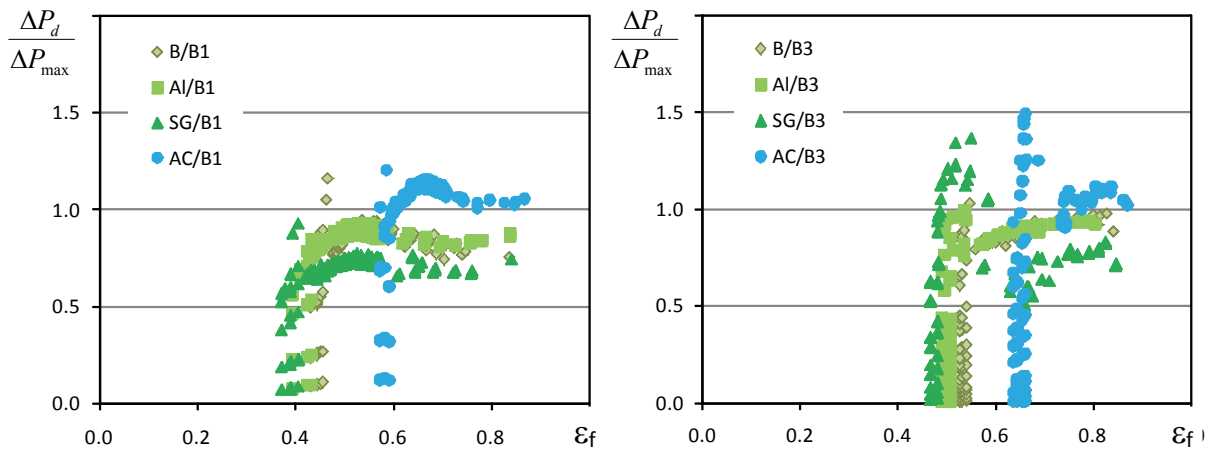 ΔP_d
ΔP_max
B/B1
Al/B1
SG/B1
AC/B1
1.5
1.0
0.5
0.0
0.0 0.2 0.4 0.6 0.8 ε_f
ΔP_d
ΔP_max
B/B3
Al/B3
SG/B3
AC/B3
1.5
1.0
0.5
0.0
0.0 0.2 0.4 0.6 0.8 ε_f )